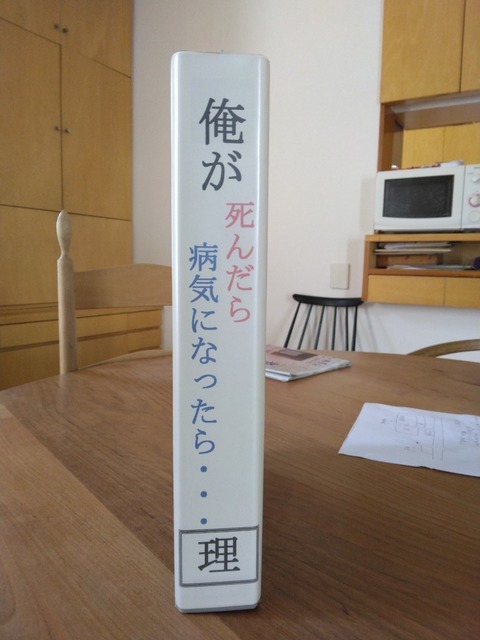 俺が
死んだら
病気になったら・・・
理